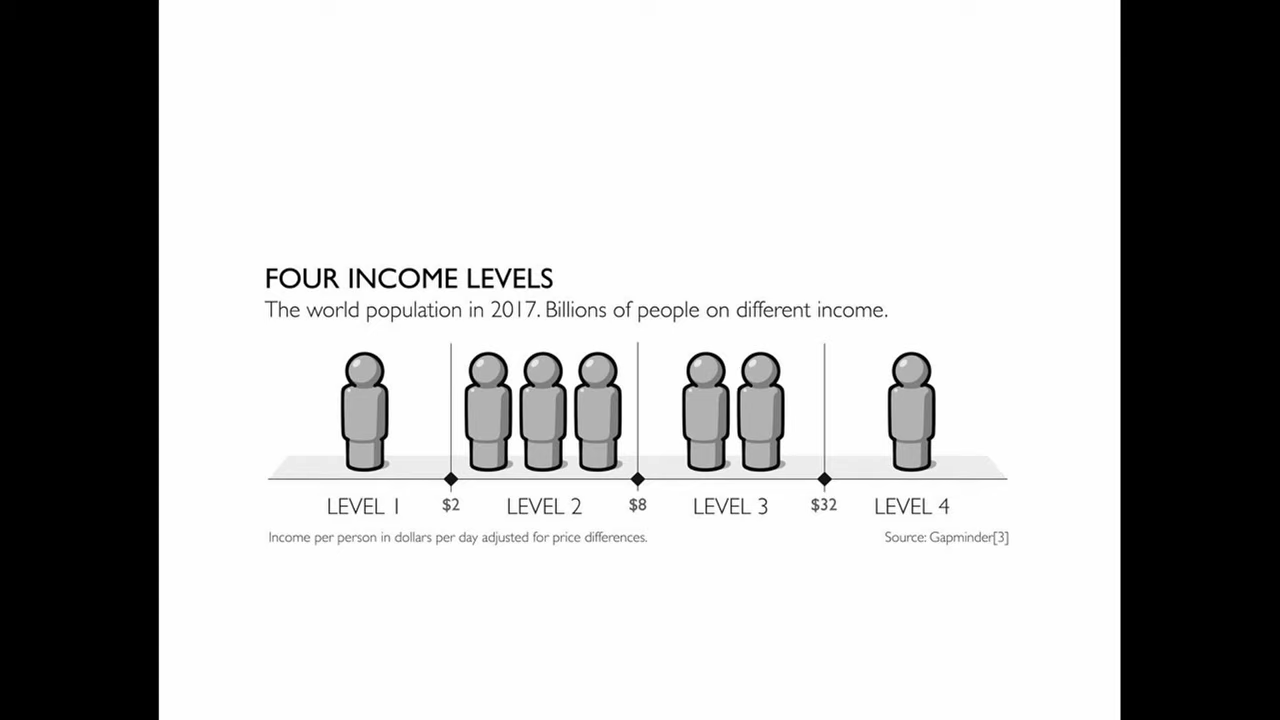 FOUR INCOME LEVELS
The world population in 2017. Billions of people on different income.
LEVEL 1 $2 LEVEL 2 $8 LEVEL 3 $32 LEVEL 4
Income per person in dollars per day adjusted for price differences. Source: Gapminder[3]